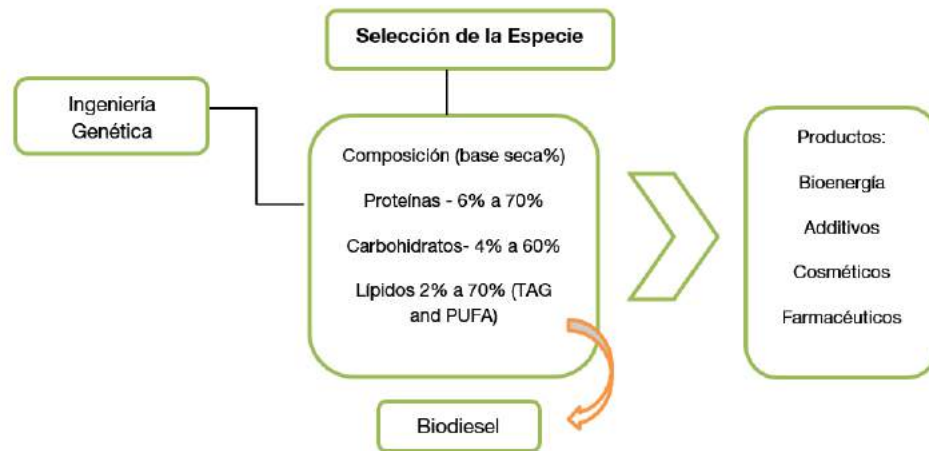 Selección de la Especie
Ingeniería
Genética
Composición (base seca%)
Proteínas - 6% a 70%
Carbohidratos- 4% a 60%
Lípidos 2% a 70% (TAG
and PUFA)
Biodiesel
Productos:
Bioenergía
Additivos
Cosméticos
Farmacéuticos